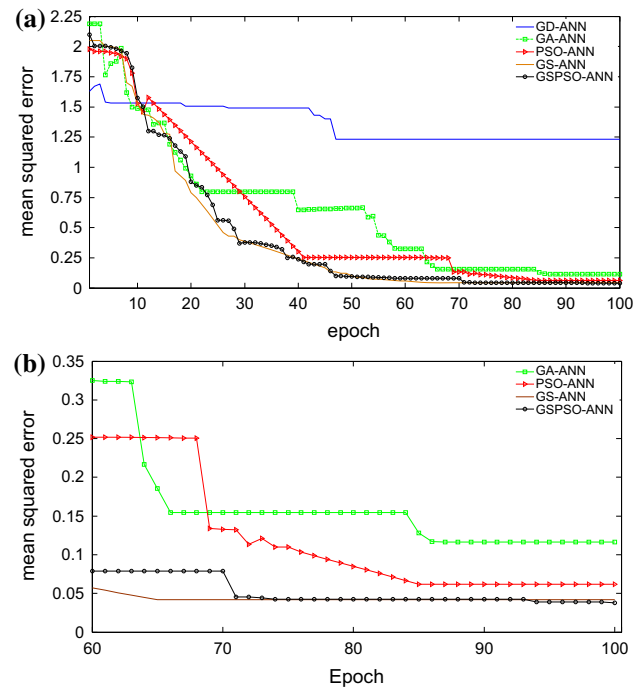 (a)
mean squared error
2.25
2
1.75
1.5
1.25
1
0.75
0.5
0.25
0
10 20 30 40 50 60 70 80 90 100
epoch
GD-ANN
GA-ANN
PSO-ANN
GS-ANN
GSPSO-ANN
(b)
mean squared error
0.35
0.3
0.25
0.2
0.15
0.1
0.05
0
60 70 80 90 100
Epoch
GA-ANN
PSO-ANN
GS-ANN
GSPSO-ANN